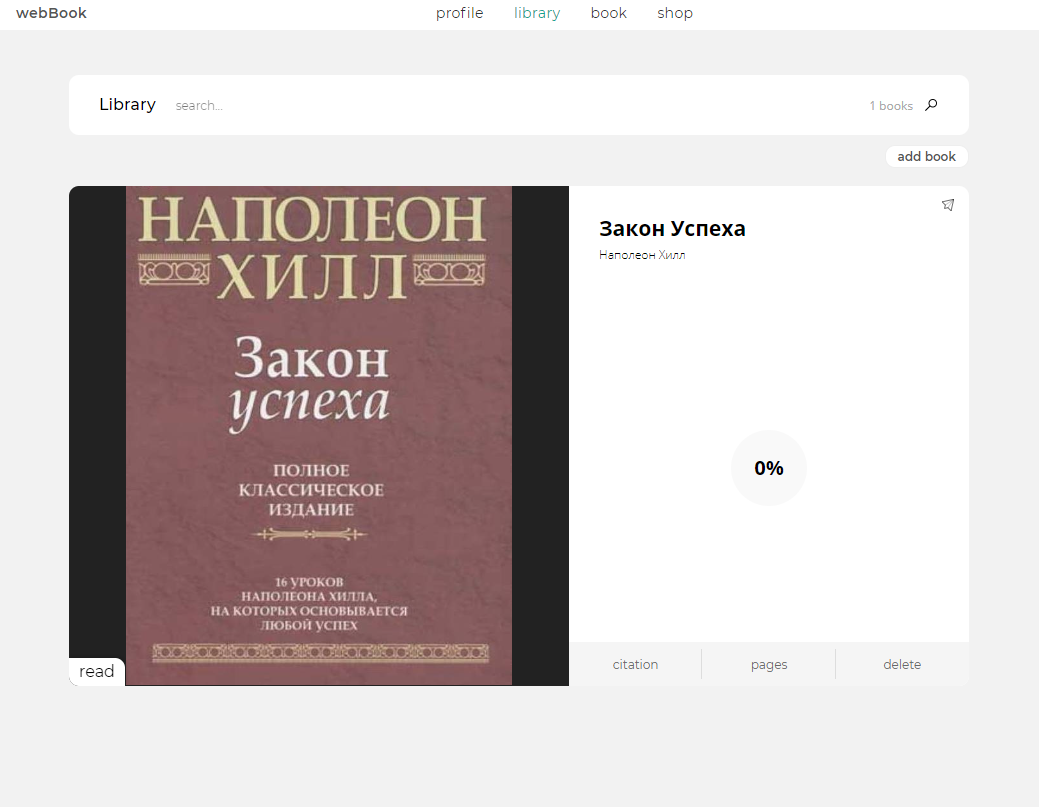 webBook
profile library book shop
Library search... 1 books
add book
НАПОЛЕОН
ХИЛЛ
Закон
успеха
ПОЛНОЕ
КЛАССИЧЕСКОЕ
ИЗДАНИЕ
16 УРОКОВ
НАПОЛЕОНА ХИЛЛА,
НА КОТОРЫХ ОСНОВЫВАЕТСЯ
ЛЮБОЙ УСПЕХ
read
Закон Успеха
Наполеон Хилл
0%
citation pages delete